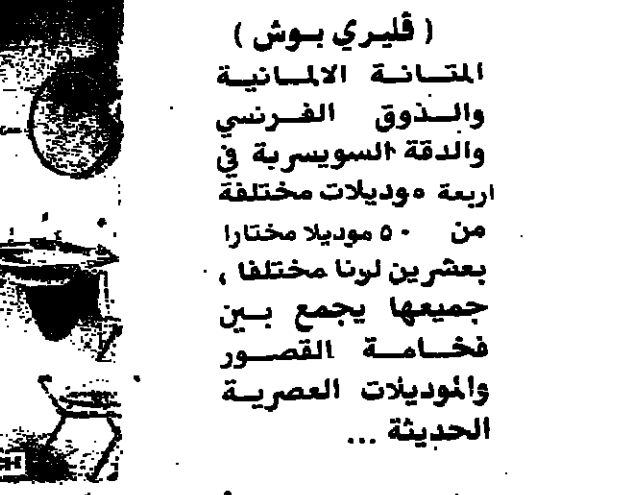 ( ڤليري بوش )
المتانة الالمانية
والذوق الفرنسي
والدقة السويسرية في
اربعة موديلات مختلفة
من ٥٠ موديلا مختارا
بعشرين لونا مختلفا ،
جميعها يجمع بين
فخامة القصور
والموديلات العصرية
الحديثة ...
CH